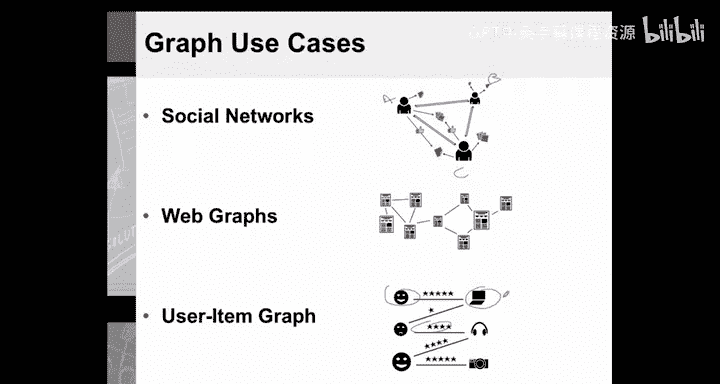 Graph Use Cases
bilibili
• Social Networks
A
B
C
• Web Graphs
• User-Item Graph